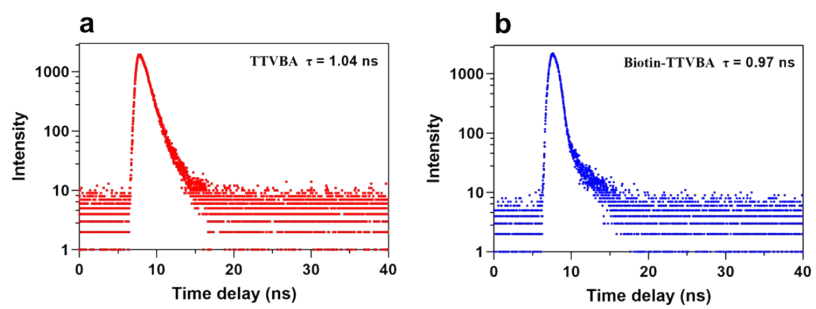 a
TTVBA τ = 1.04 ns
Intensity
1000
100
10
1
0
10
20
30
40
Time delay (ns)
b
Biotin-TTVBA τ = 0.97 ns
Intensity
1000
100
10
1
0
10
20
30
40
Time delay (ns)